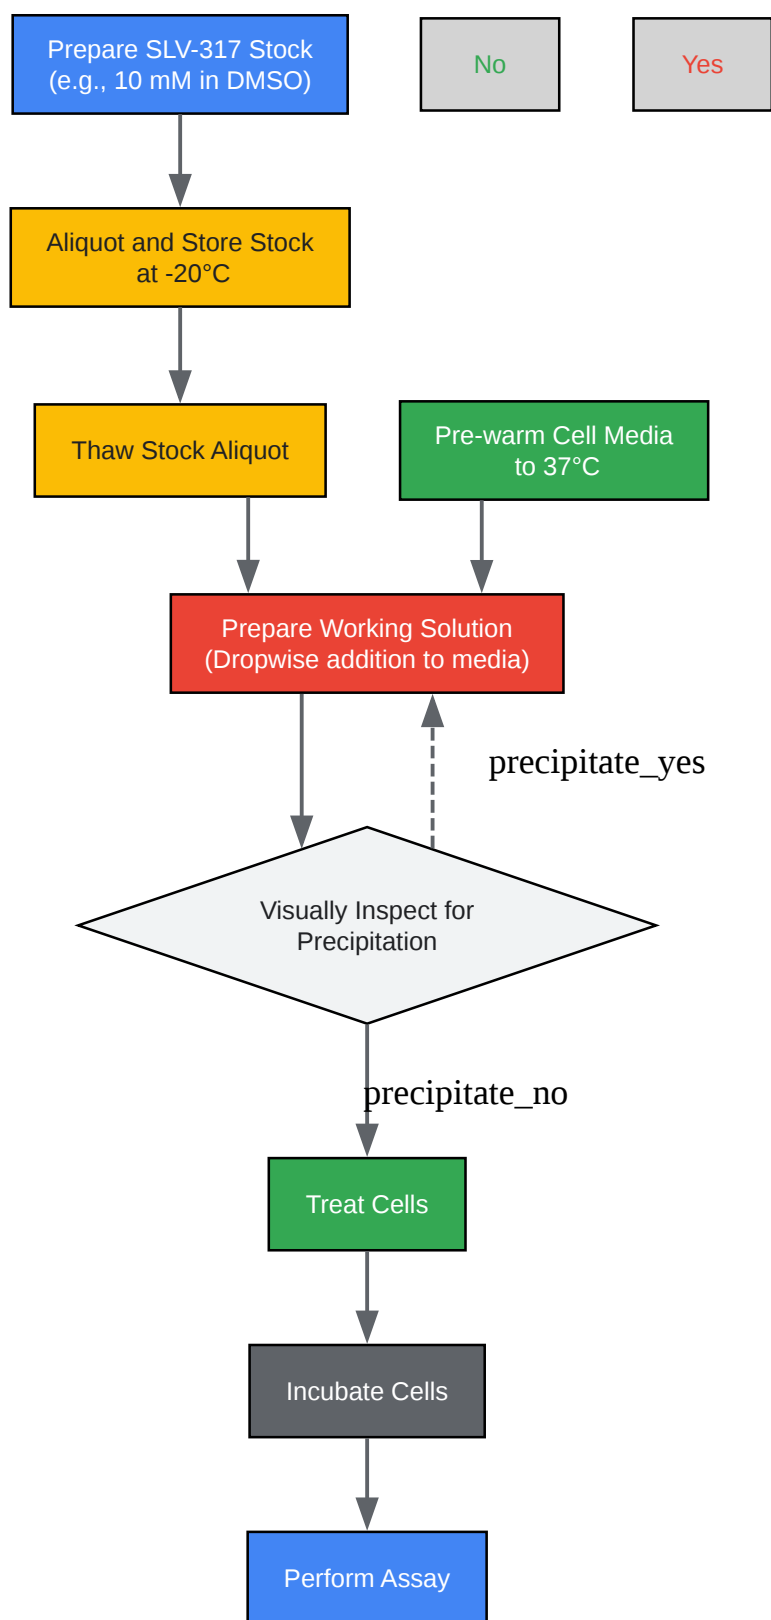 Prepare SLV-317 Stock
(e.g., 10 mM in DMSO)
No
Yes
Aliquot and Store Stock
at -20°C
Thaw Stock Aliquot
Pre-warm Cell Media
to 37°C
Prepare Working Solution
(Dropwise addition to media)
precipitate_yes
Visually Inspect for
Precipitation
precipitate_no
Treat Cells
Incubate Cells
Perform Assay